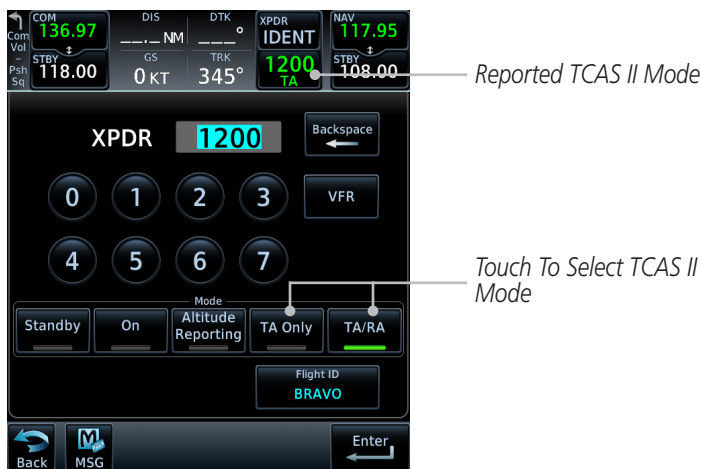 COM
136.97
DIS
__._ NM
DTK
___°
XPDR
IDENT
NAV
117.95
Com
Vol
–
Psh
Sq
STBY
118.00
GS
0 KT
TRK
345°
1200
TA
STBY
108.00
Reported TCAS II Mode
XPDR 1200
Backspace
0 1 2 3 VFR
4 5 6 7
Touch To Select TCAS II
Mode
Mode
Standby On Altitude
Reporting TA Only TA/RA
Flight ID
BRAVO
Back MSG Enter